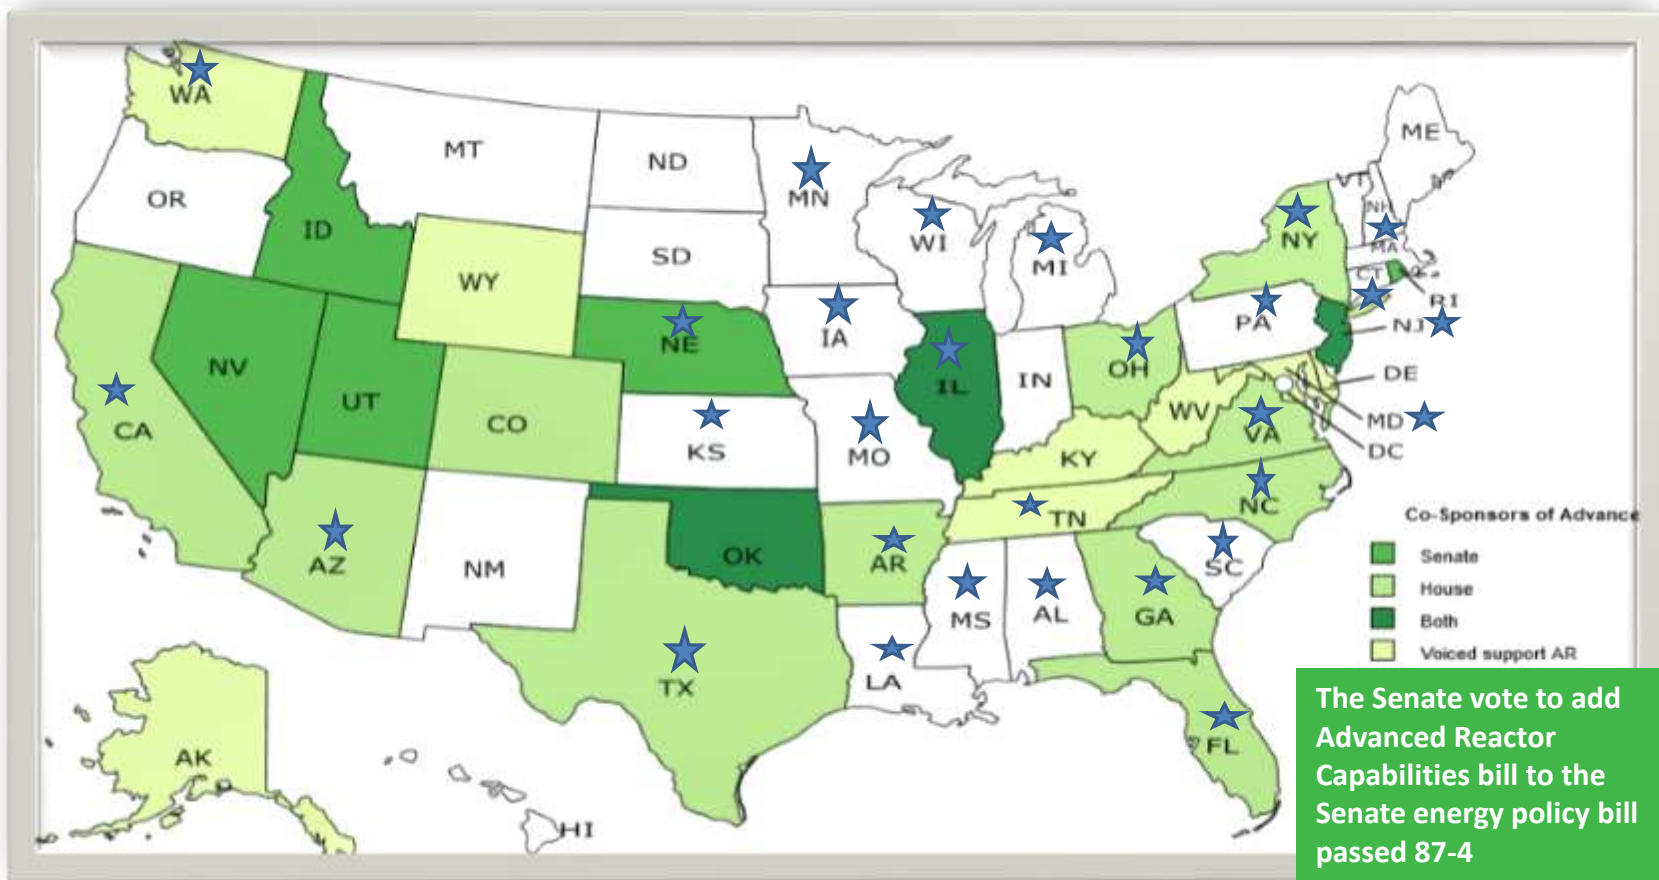 WA
MT
ND
MN
ME
VT
NH
OR
ID
SD
WI
MI
NY
MA
CT
RI
WY
NE
IA
PA
NJ
NV
UT
CO
IL
IN
OH
DE
CA
KS
MO
WV
VA
MD
DC
KY
AZ
NM
OK
AR
TN
NC
SC
TX
LA
MS
AL
GA
FL
AK
HI
Co-Sponsors of Advance
Senate
House
Both
Voiced support AR
The Senate vote to add
Advanced Reactor
Capabilities bill to the
Senate energy policy bill
passed 87-4